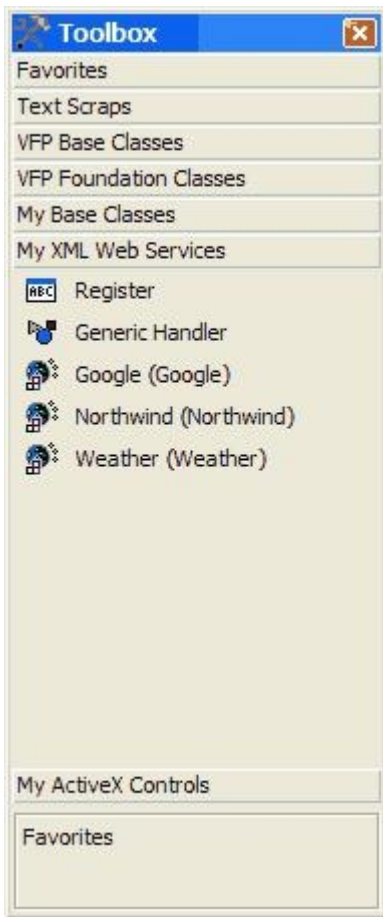 Toolbox
Favorites
Text Scraps
VFP Base Classes
VFP Foundation Classes
My Base Classes
My XML Web Services
ABC Register
Generic Handler
Google (Google)
Northwind (Northwind)
Weather (Weather)
My ActiveX Controls
Favorites